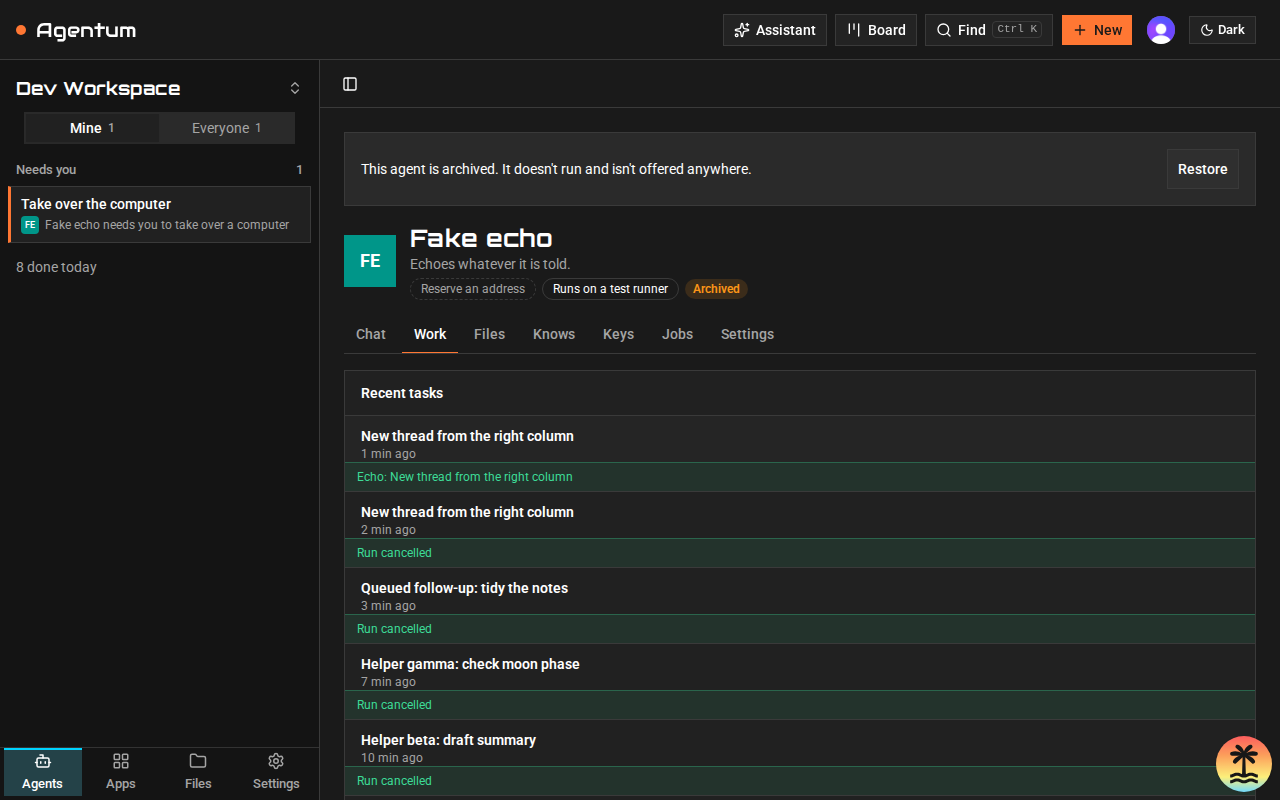 Agentum
Assistant
Board
Find Ctrl K
New
Dark
Dev Workspace
Mine 1
Everyone 1
Needs you 1
Take over the computer
FE Fake echo needs you to take over a computer
8 done today
This agent is archived. It doesn't run and isn't offered anywhere.
Restore
FE
Fake echo
Echoes whatever it is told.
Reserve an address
Runs on a test runner
Archived
Chat
Work
Files
Knows
Keys
Jobs
Settings
Recent tasks
New thread from the right column
1 min ago
Echo: New thread from the right column
New thread from the right column
2 min ago
Run cancelled
Queued follow-up: tidy the notes
3 min ago
Run cancelled
Helper gamma: check moon phase
7 min ago
Run cancelled
Helper beta: draft summary
10 min ago
Run cancelled
Agents
Apps
Files
Settings